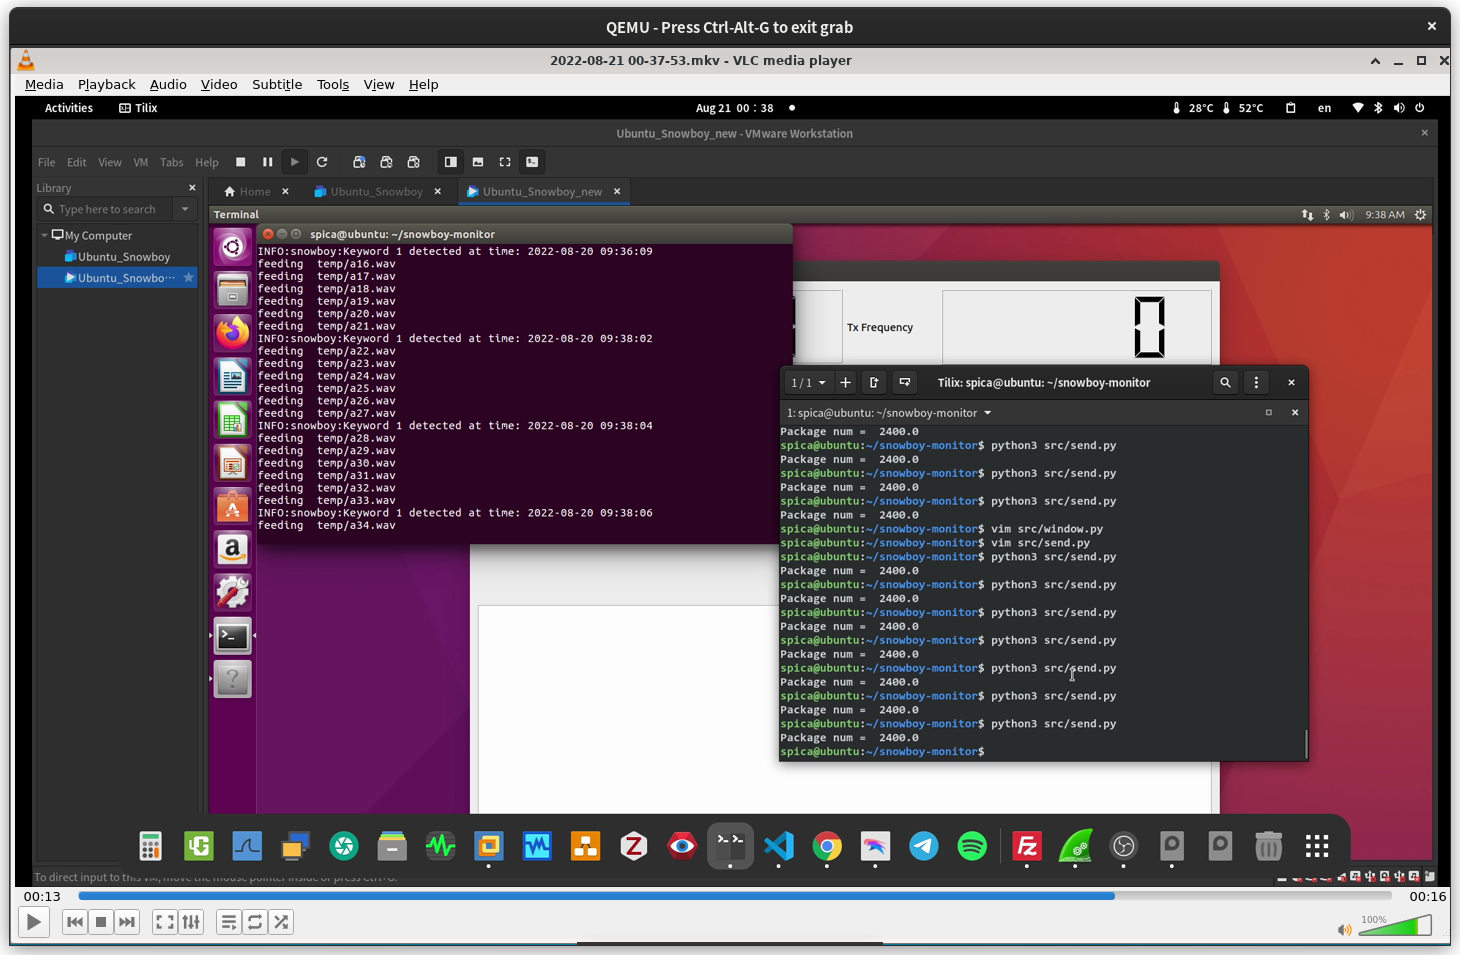 QEMU - Press Ctrl-Alt-G to exit grab
2022-08-21 00-37-53.mkv - VLC media player
Media Playback Audio Video Subtitle Tools View Help
Activities Tilix Aug 21 00 : 38 28°C 52°C en
Ubuntu_Snowboy_new - VMware Workstation
File Edit View VM Tabs Help
Library
Home Ubuntu_Snowboy Ubuntu_Snowboy_new
Type here to search
Terminal 9:38 AM
My Computer
Ubuntu_Snowboy
Ubuntu_Snowbo...
spica@ubuntu: ~/snowboy-monitor
INFO:snowboy:Keyword 1 detected at time: 2022-08-20 09:36:09
feeding  temp/a16.wav
feeding  temp/a17.wav
feeding  temp/a18.wav
feeding  temp/a19.wav
feeding  temp/a20.wav
feeding  temp/a21.wav
INFO:snowboy:Keyword 1 detected at time: 2022-08-20 09:38:02
feeding  temp/a22.wav
feeding  temp/a23.wav
feeding  temp/a24.wav
feeding  temp/a25.wav
feeding  temp/a26.wav
feeding  temp/a27.wav
INFO:snowboy:Keyword 1 detected at time: 2022-08-20 09:38:04
feeding  temp/a28.wav
feeding  temp/a29.wav
feeding  temp/a30.wav
feeding  temp/a31.wav
feeding  temp/a32.wav
feeding  temp/a33.wav
INFO:snowboy:Keyword 1 detected at time: 2022-08-20 09:38:06
feeding  temp/a34.wav
Tx Frequency 0
1 / 1 Tilix: spica@ubuntu: ~/snowboy-monitor
1: spica@ubuntu: ~/snowboy-monitor
Package num =  2400.0
spica@ubuntu:~/snowboy-monitor$ python3 src/send.py
Package num =  2400.0
spica@ubuntu:~/snowboy-monitor$ python3 src/send.py
Package num =  2400.0
spica@ubuntu:~/snowboy-monitor$ python3 src/send.py
Package num =  2400.0
spica@ubuntu:~/snowboy-monitor$ vim src/window.py
spica@ubuntu:~/snowboy-monitor$ vim src/send.py
spica@ubuntu:~/snowboy-monitor$ python3 src/send.py
Package num =  2400.0
spica@ubuntu:~/snowboy-monitor$ python3 src/send.py
Package num =  2400.0
spica@ubuntu:~/snowboy-monitor$ python3 src/send.py
Package num =  2400.0
spica@ubuntu:~/snowboy-monitor$ python3 src/send.py
Package num =  2400.0
spica@ubuntu:~/snowboy-monitor$ python3 src/send.py
Package num =  2400.0
spica@ubuntu:~/snowboy-monitor$ python3 src/send.py
Package num =  2400.0
spica@ubuntu:~/snowboy-monitor$ python3 src/send.py
Package num =  2400.0
spica@ubuntu:~/snowboy-monitor$
To direct input to this VM, move the mouse pointer inside or press Ctrl+G.
00:13 00:16
100%